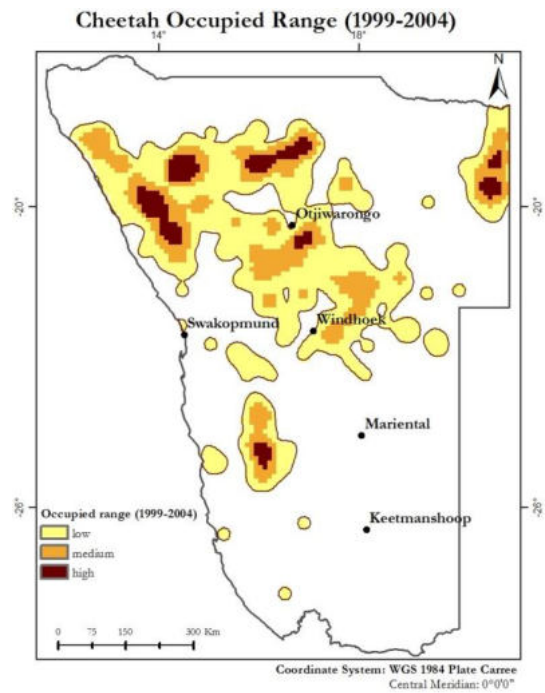 Cheetah Occupied Range (1999-2004)
14°
18°
N
-20°
-20°
Otjiwarongo
Swakopmund
Windhoek
Mariental
-26°
-26°
Keetmanshoop
Occupied range (1999-2004)
low
medium
high
0 75 150 300 Km
Coordinate System: WGS 1984 Plate Carree
Central Meridian: 0°0'0"